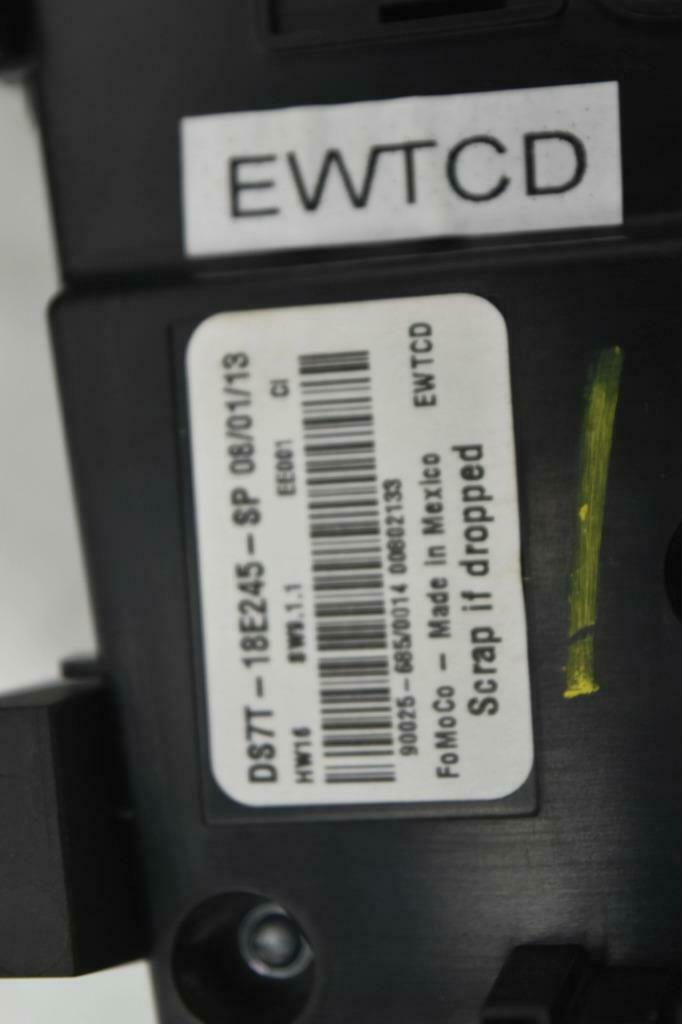 EWTCD
DS7T-18E245-SP 08/01/13
HW16 SW9.1.1 EE001 CI
90025-685/0014 00802133
FoMoCo - Made in Mexico EWTCD
Scrap if dropped